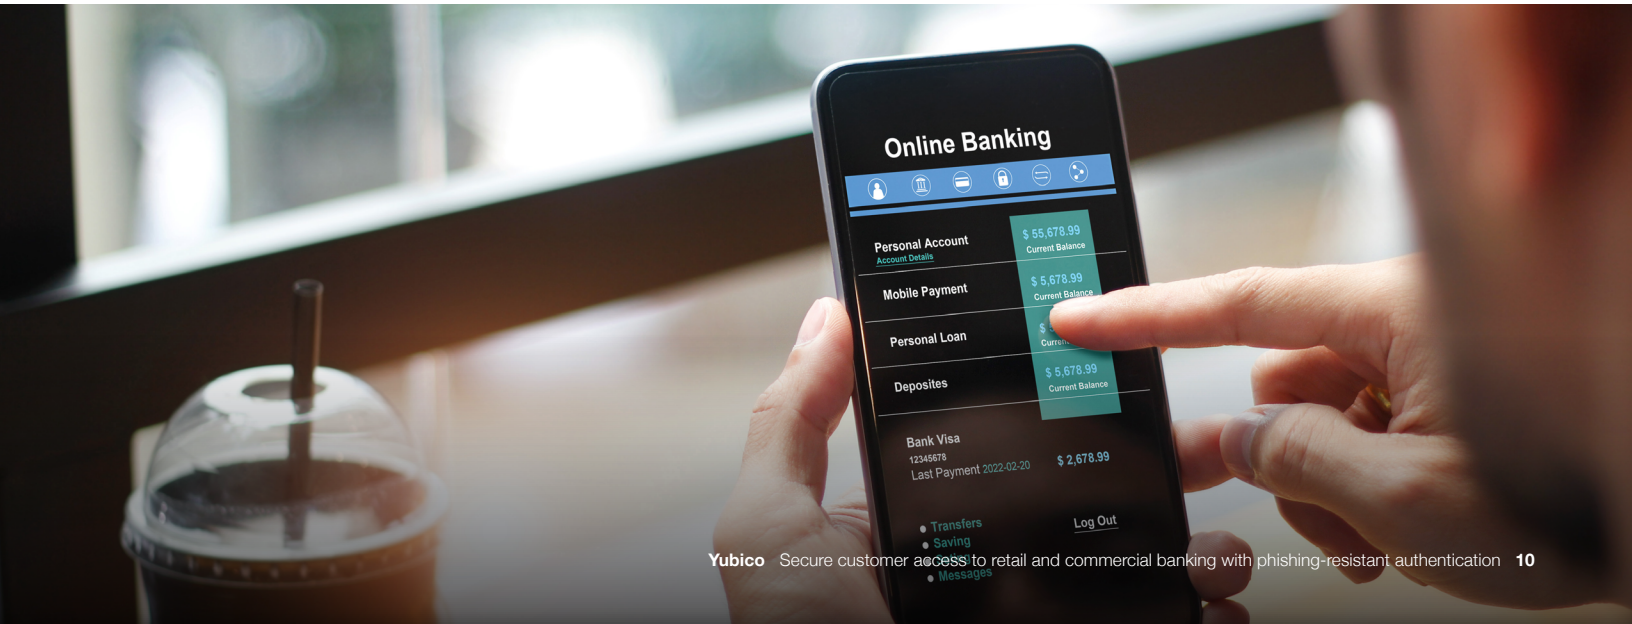 Online Banking
Personal Account
$ 55,678.99
Account Details
Current Balance
Mobile Payment
$ 5,678.99
Current Balance
Personal Loan
$
Deposites
$ 5,678.99
Current Balance
Bank Visa
12345678
Last Payment 2022-02-20
$ 2,678.99
Transfers
Saving
Log Out
Yubico Secure customer access to retail and commercial banking with phishing-resistant authentication 10
Messages